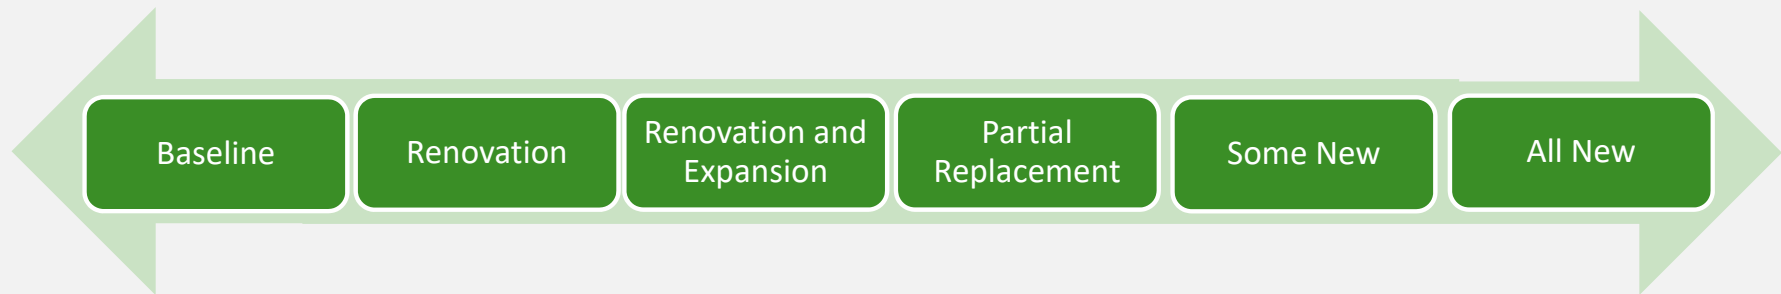 Baseline
Renovation
Renovation and
Expansion
Partial
Replacement
Some New
All New